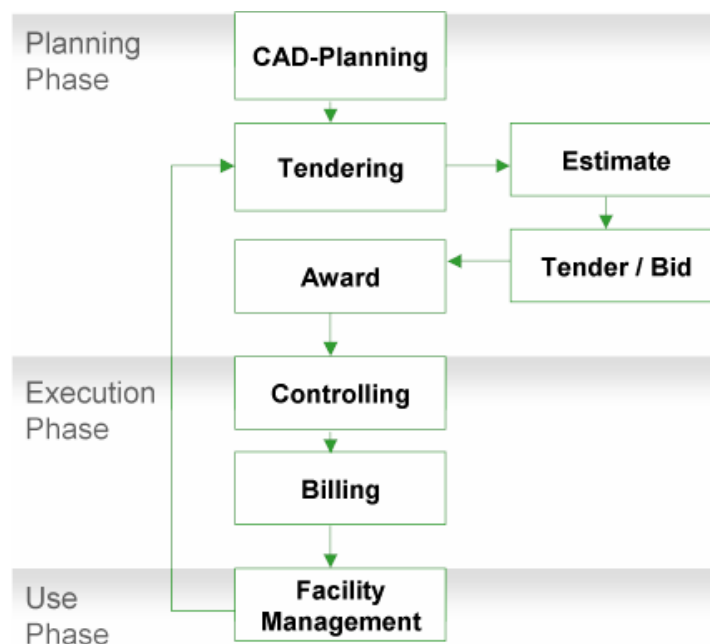 Planning
Phase
CAD-Planning
Tendering
Estimate
Tender / Bid
Award
Execution
Phase
Controlling
Billing
Use
Phase
Facility
Management